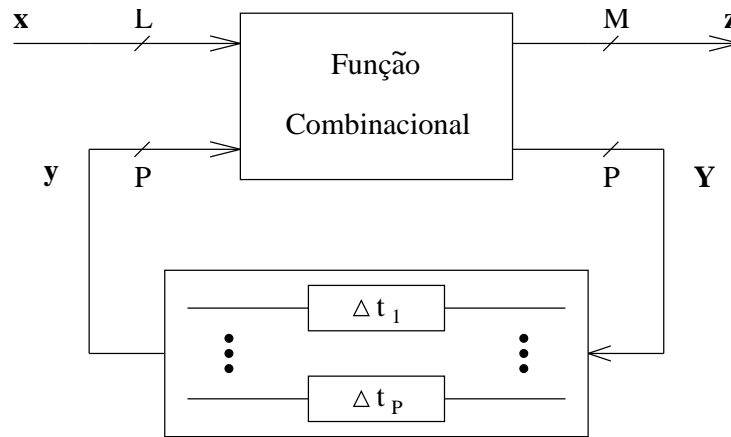 x L M z
Função
Combinacional
y P P Y
△ t 1
△ t P